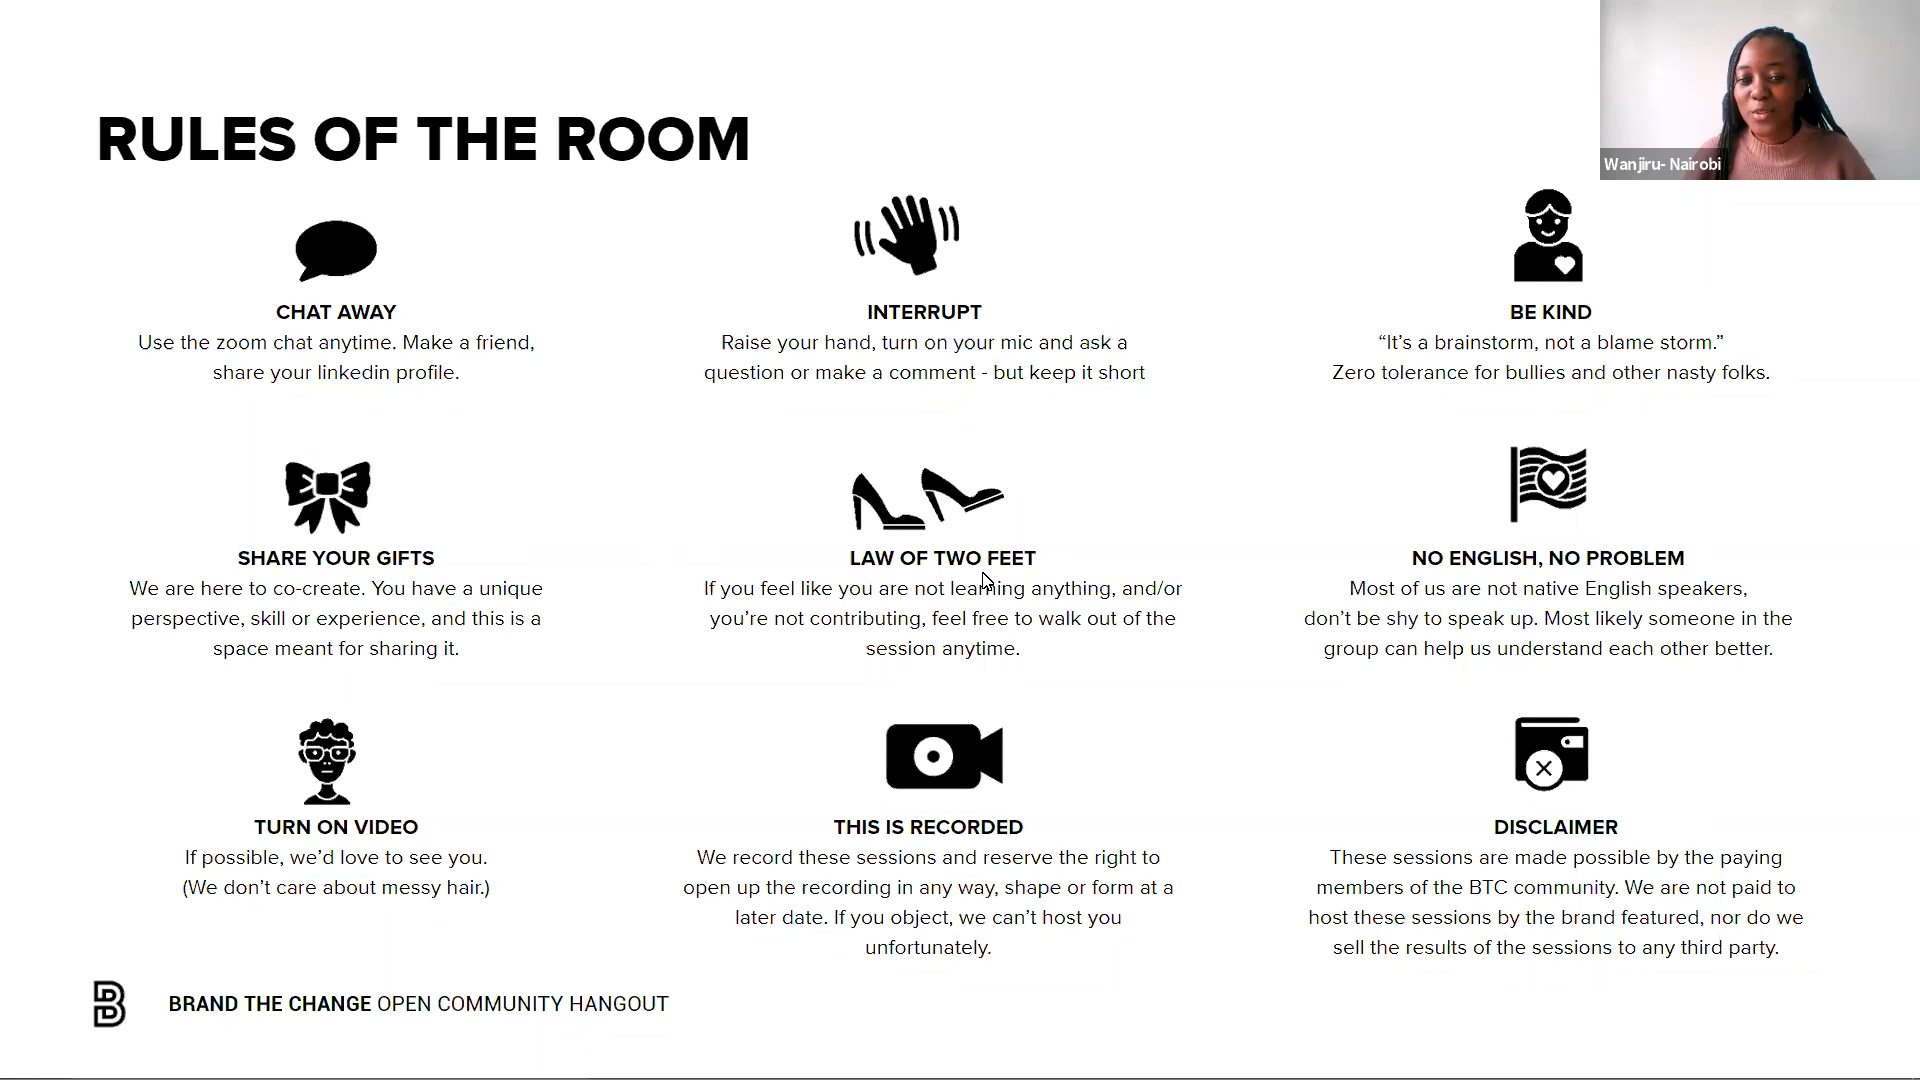 RULES OF THE ROOM
Wanjiru- Nairobi
CHAT AWAY
Use the zoom chat anytime. Make a friend,
share your linkedin profile.
INTERRUPT
Raise your hand, turn on your mic and ask a
question or make a comment - but keep it short
BE KIND
“It’s a brainstorm, not a blame storm.”
Zero tolerance for bullies and other nasty folks.
SHARE YOUR GIFTS
We are here to co-create. You have a unique
perspective, skill or experience, and this is a
space meant for sharing it.
LAW OF TWO FEET
If you feel like you are not learning anything, and/or
you’re not contributing, feel free to walk out of the
session anytime.
NO ENGLISH, NO PROBLEM
Most of us are not native English speakers,
don’t be shy to speak up. Most likely someone in the
group can help us understand each other better.
TURN ON VIDEO
If possible, we’d love to see you.
(We don’t care about messy hair.)
THIS IS RECORDED
We record these sessions and reserve the right to
open up the recording in any way, shape or form at a
later date. If you object, we can’t host you
unfortunately.
DISCLAIMER
These sessions are made possible by the paying
members of the BTC community. We are not paid to
host these sessions by the brand featured, nor do we
sell the results of the sessions to any third party.
B
BRAND THE CHANGE OPEN COMMUNITY HANGOUT